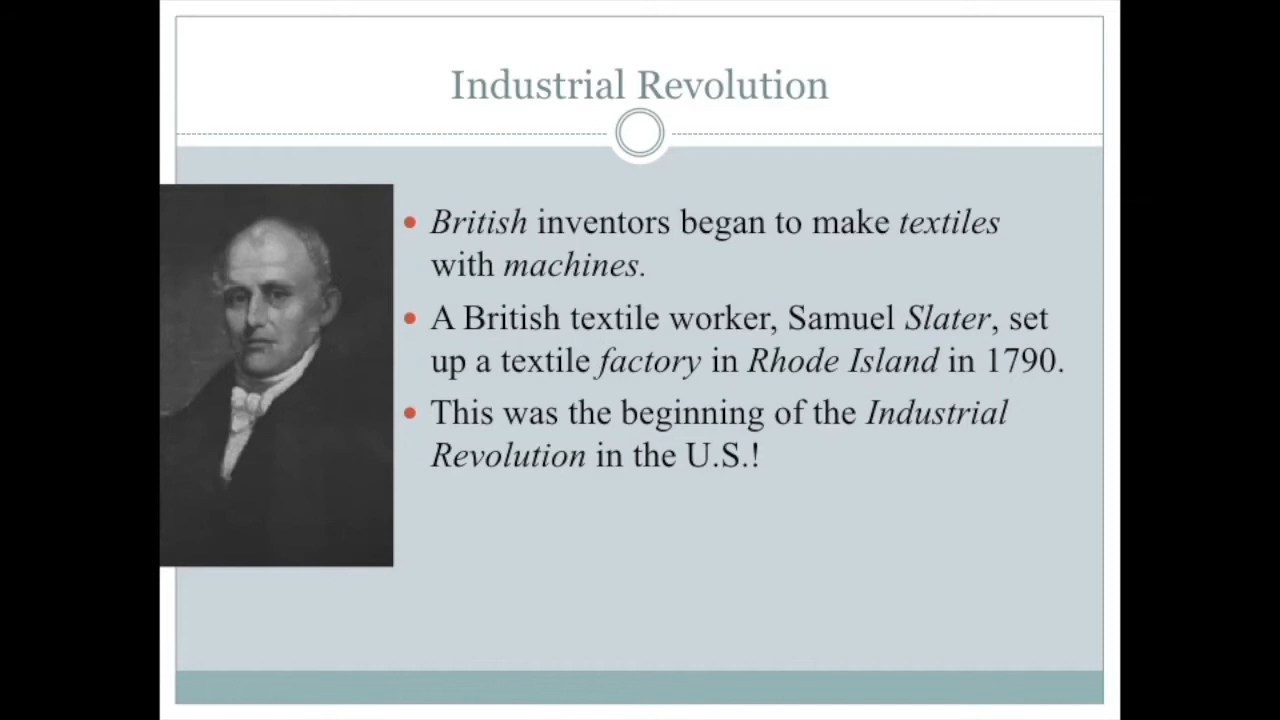 Industrial Revolution
British inventors began to make textiles
with machines.
A British textile worker, Samuel Slater, set
up a textile factory in Rhode Island in 1790.
This was the beginning of the Industrial
Revolution in the U.S.!